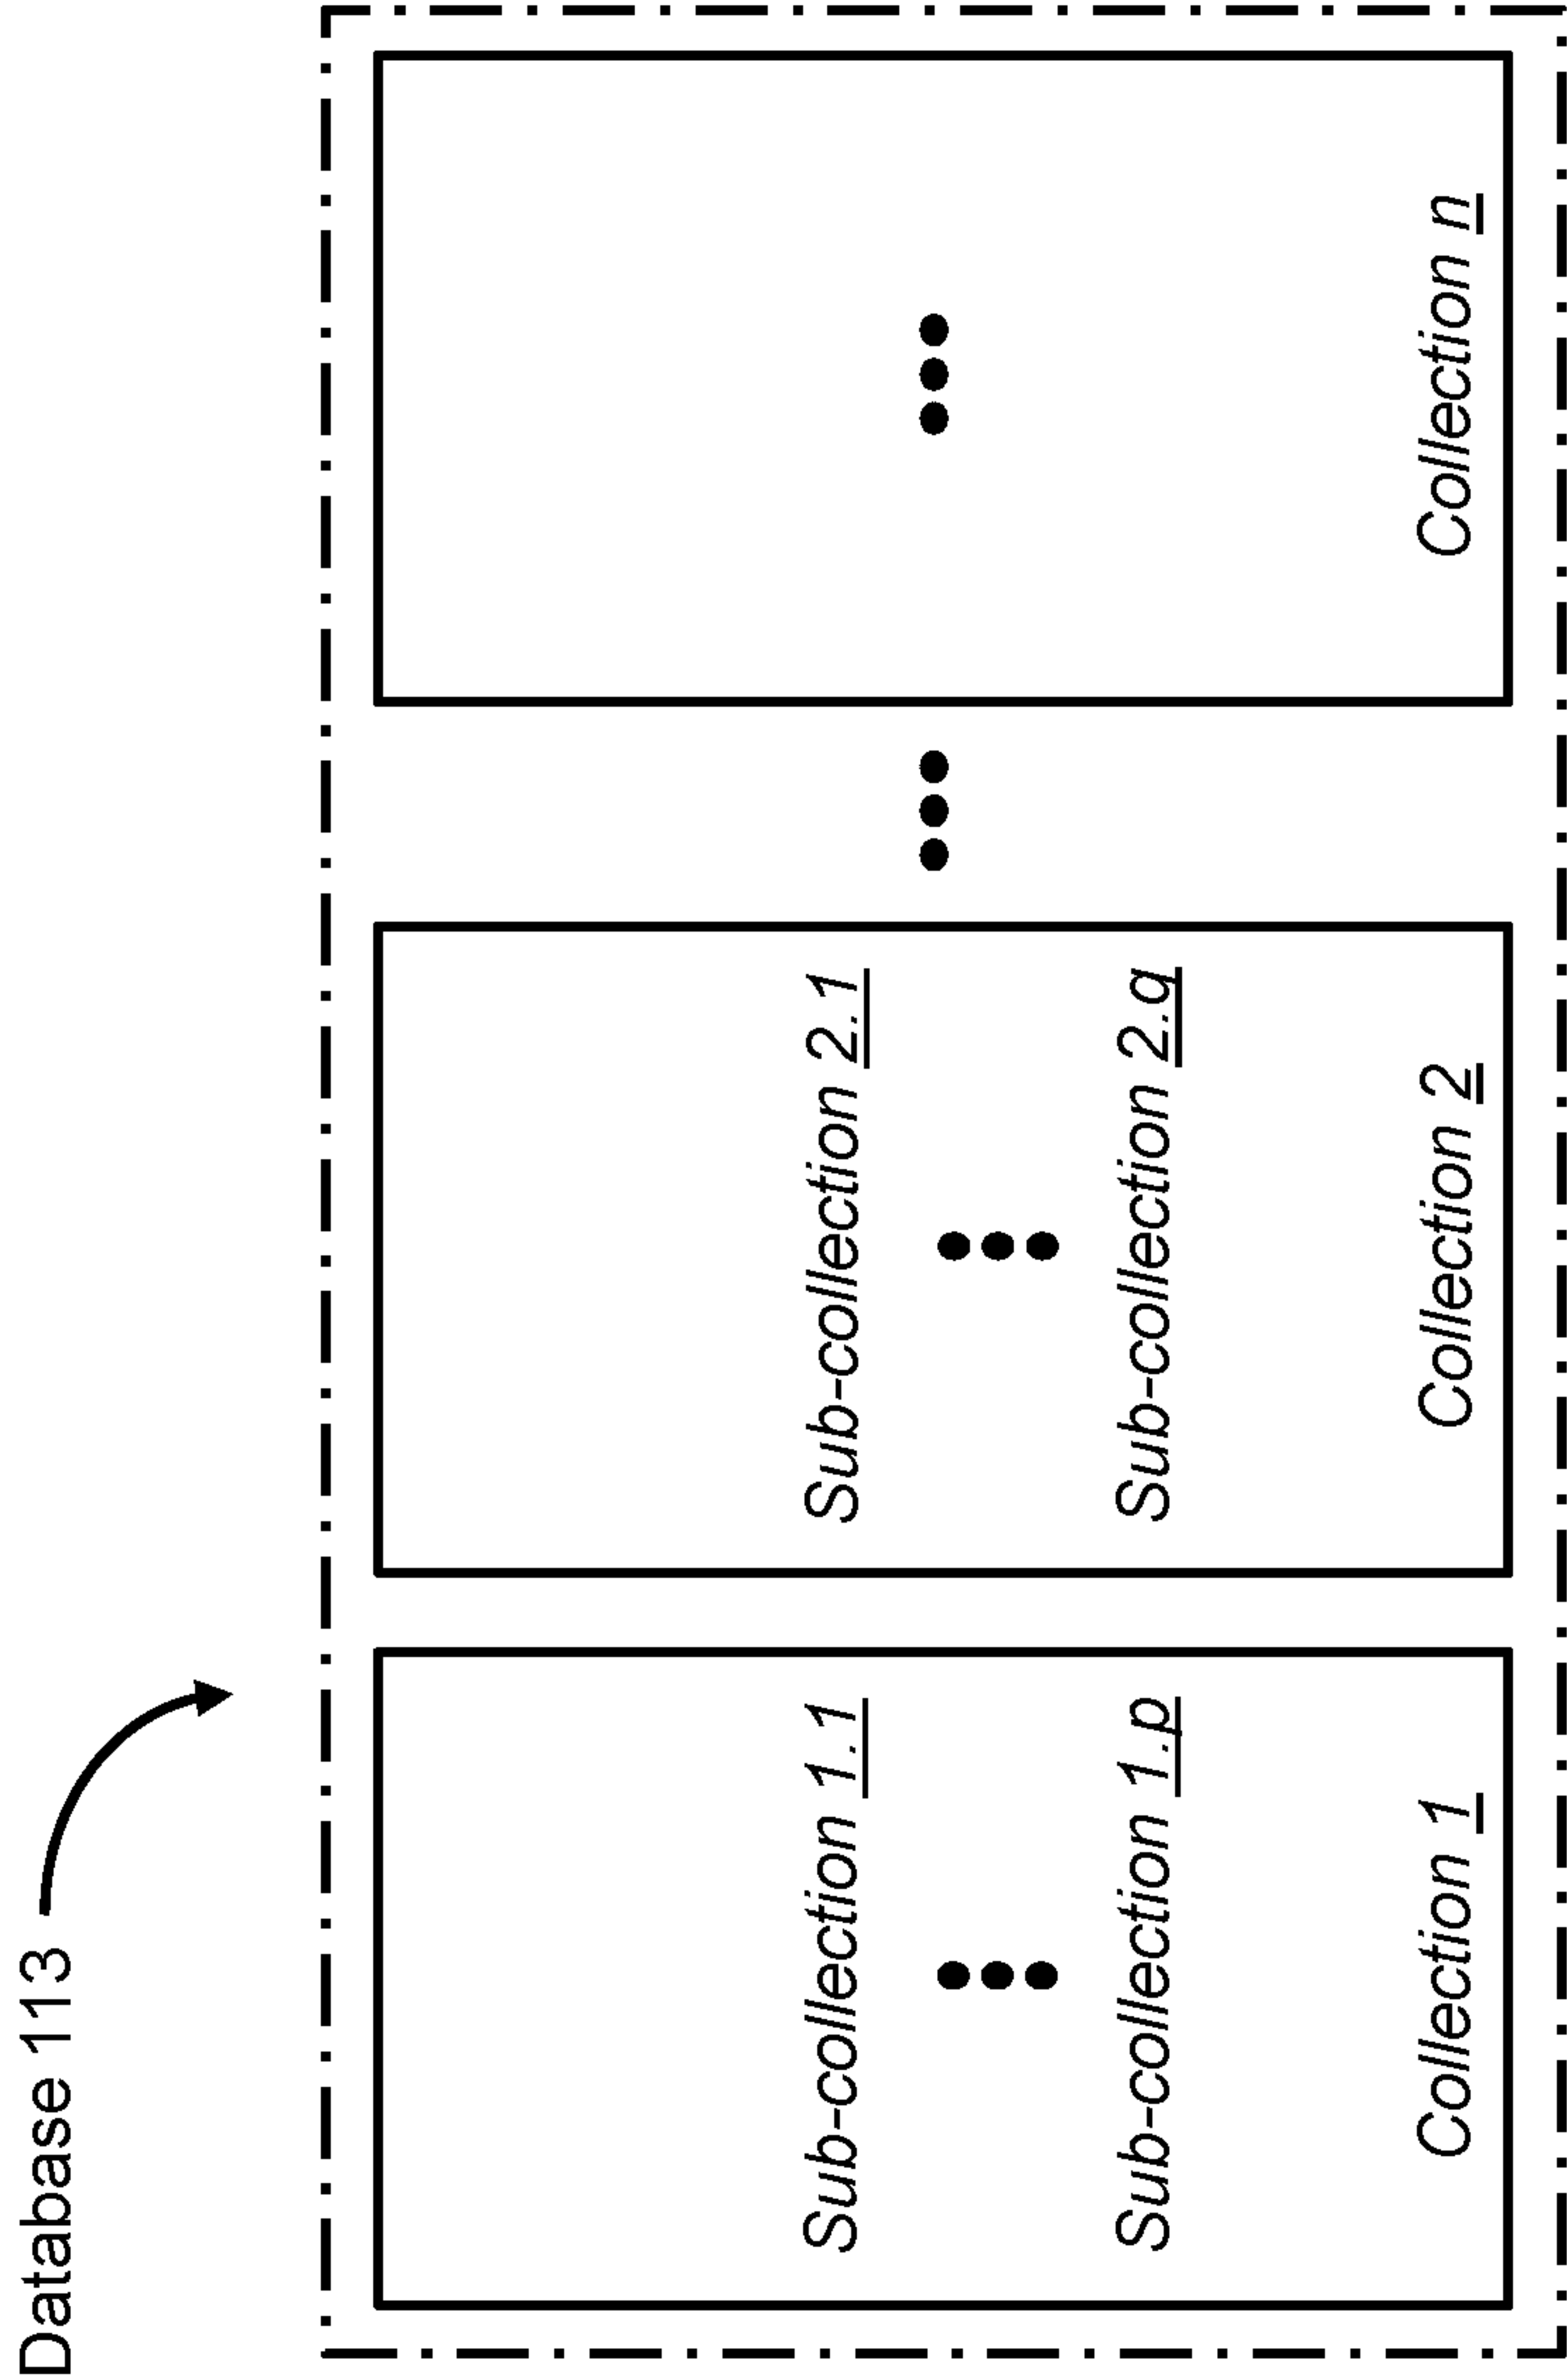 Database 113
Sub-collection 1.1
Sub-collection 1.p
Collection 1
Sub-collection 2.1
Sub-collection 2.q
Collection 2
Collection n